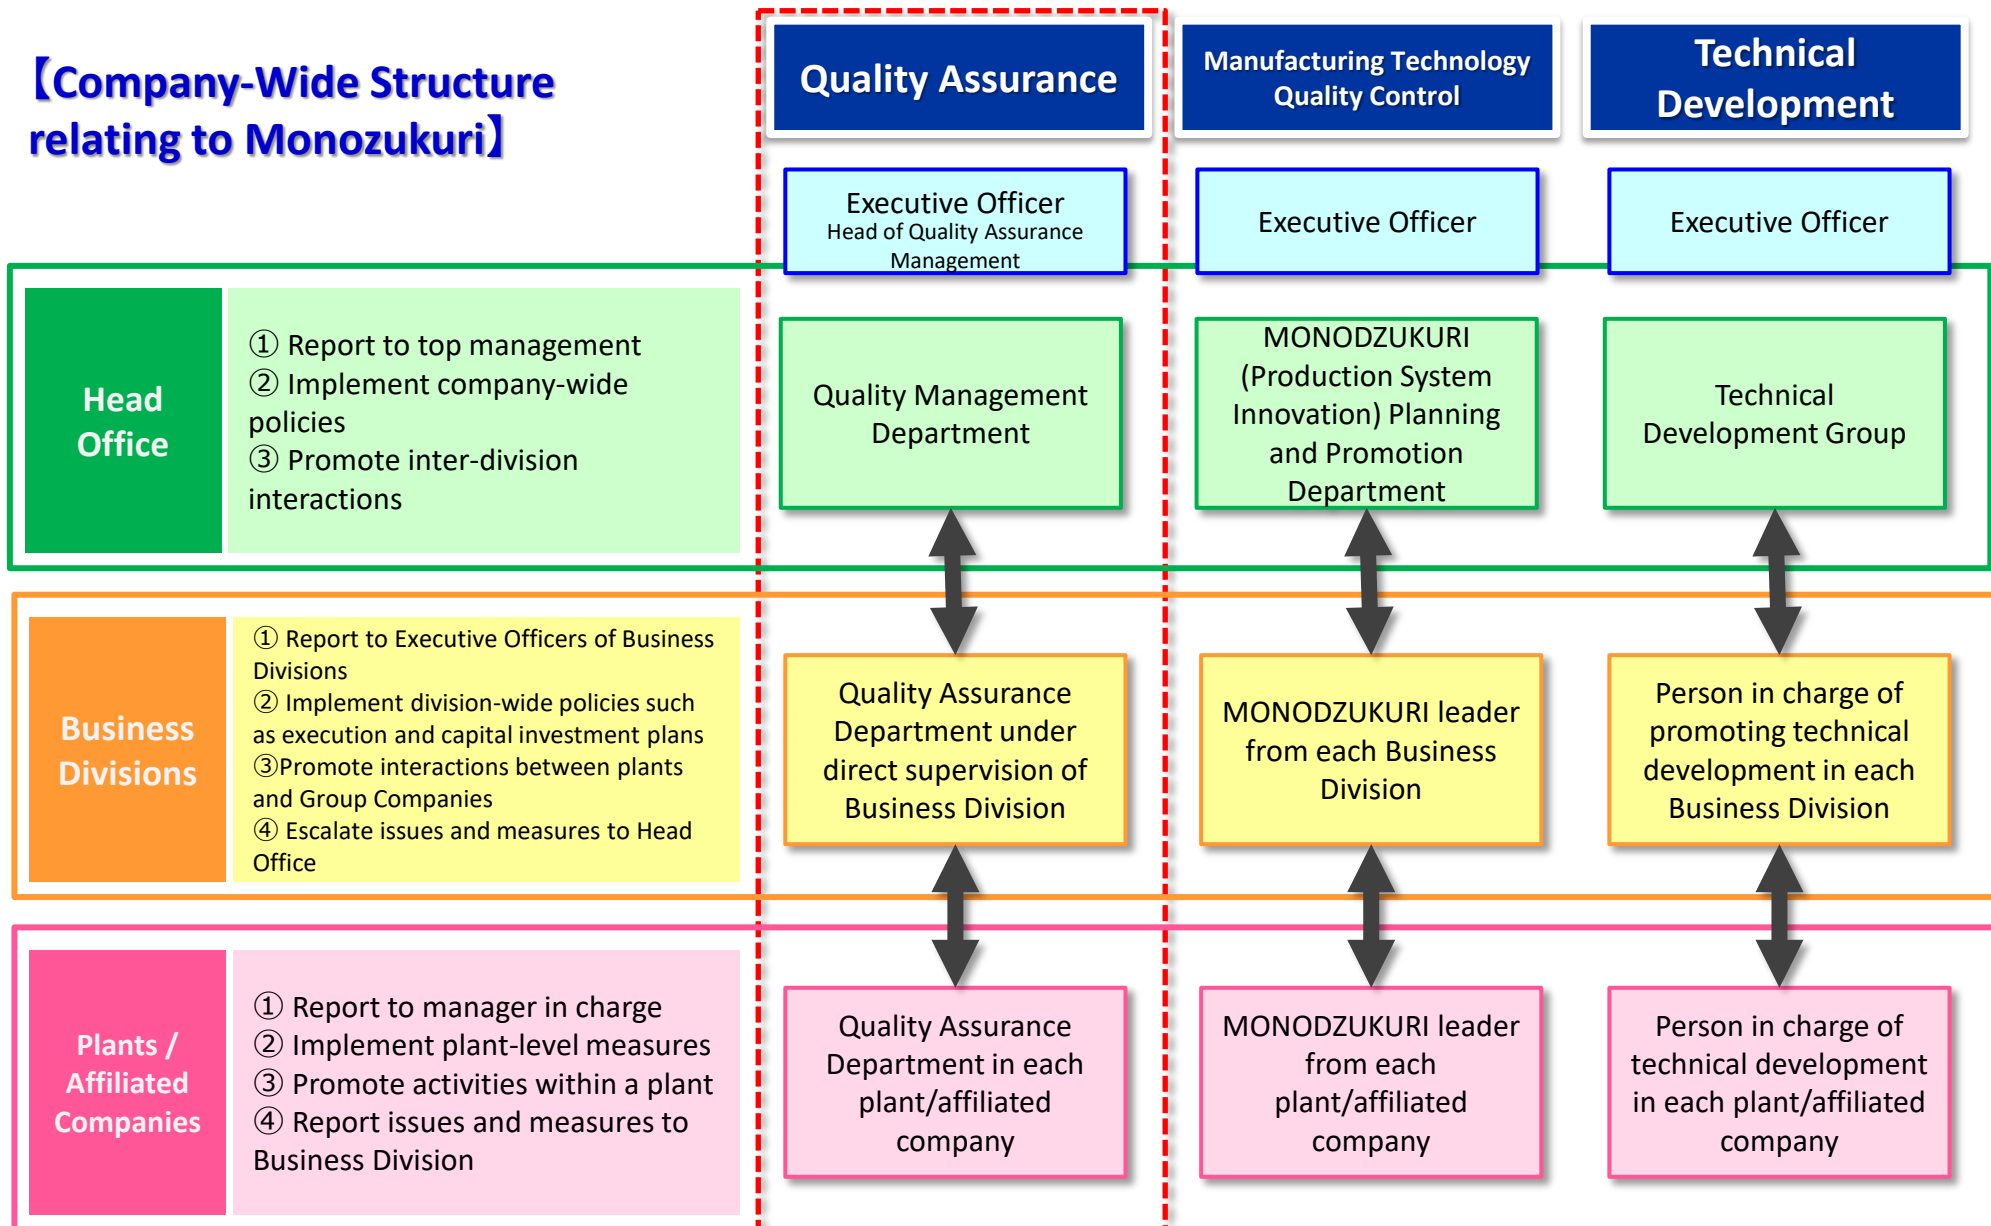 【Company-Wide Structure
relating to Monozukuri】
Quality Assurance
Manufacturing Technology
Quality Control
Technical
Development
Executive Officer
Head of Quality Assurance
Management
Executive Officer
Executive Officer
Head
Office
① Report to top management
② Implement company-wide
policies
③ Promote inter-division
interactions
Quality Management
Department
MONODZUKURI
(Production System
Innovation) Planning
and Promotion
Department
Technical
Development Group
Business
Divisions
① Report to Executive Officers of Business
Divisions
② Implement division-wide policies such
as execution and capital investment plans
③Promote interactions between plants
and Group Companies
④ Escalate issues and measures to Head
Office
Quality Assurance
Department under
direct supervision of
Business Division
MONODZUKURI leader
from each Business
Division
Person in charge of
promoting technical
development in each
Business Division
Plants /
Affiliated
Companies
① Report to manager in charge
② Implement plant-level measures
③ Promote activities within a plant
④ Report issues and measures to
Business Division
Quality Assurance
Department in each
plant/affiliated
company
MONODZUKURI leader
from each
plant/affiliated
company
Person in charge of
technical development
in each plant/affiliated
company